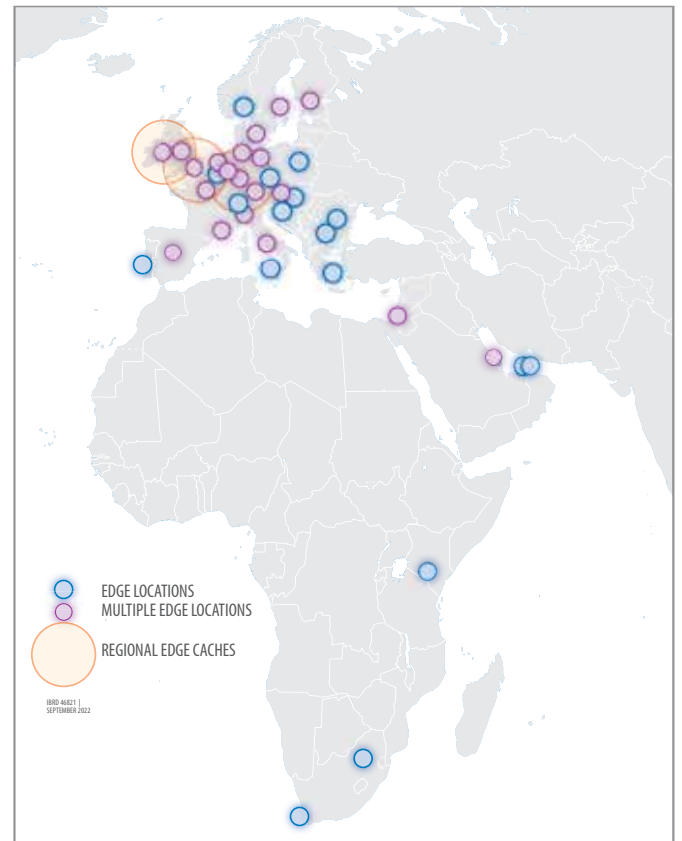 EDGE LOCATIONS
MULTIPLE EDGE LOCATIONS
REGIONAL EDGE CACHES
IBRD 46821 |
SEPTEMBER 2022